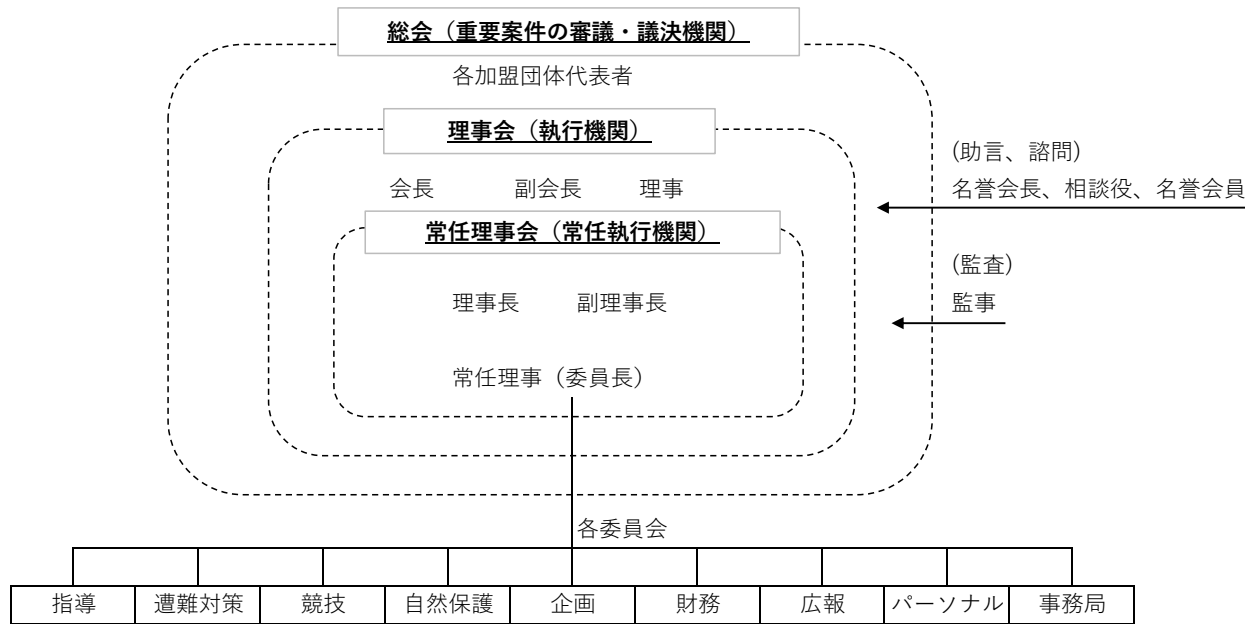 総会（重要案件の審議・議決機関）
各加盟団体代表者
理事会（執行機関）
会長 副会長 理事
常任理事会（常任執行機関）
理事長 副理事長
常任理事（委員長）
(助言、諮問)
名誉会長、相談役、名誉会員
(監査)
監事
各委員会
指導 遭難対策 競技 自然保護 企画 財務 広報 パーソナル 事務局